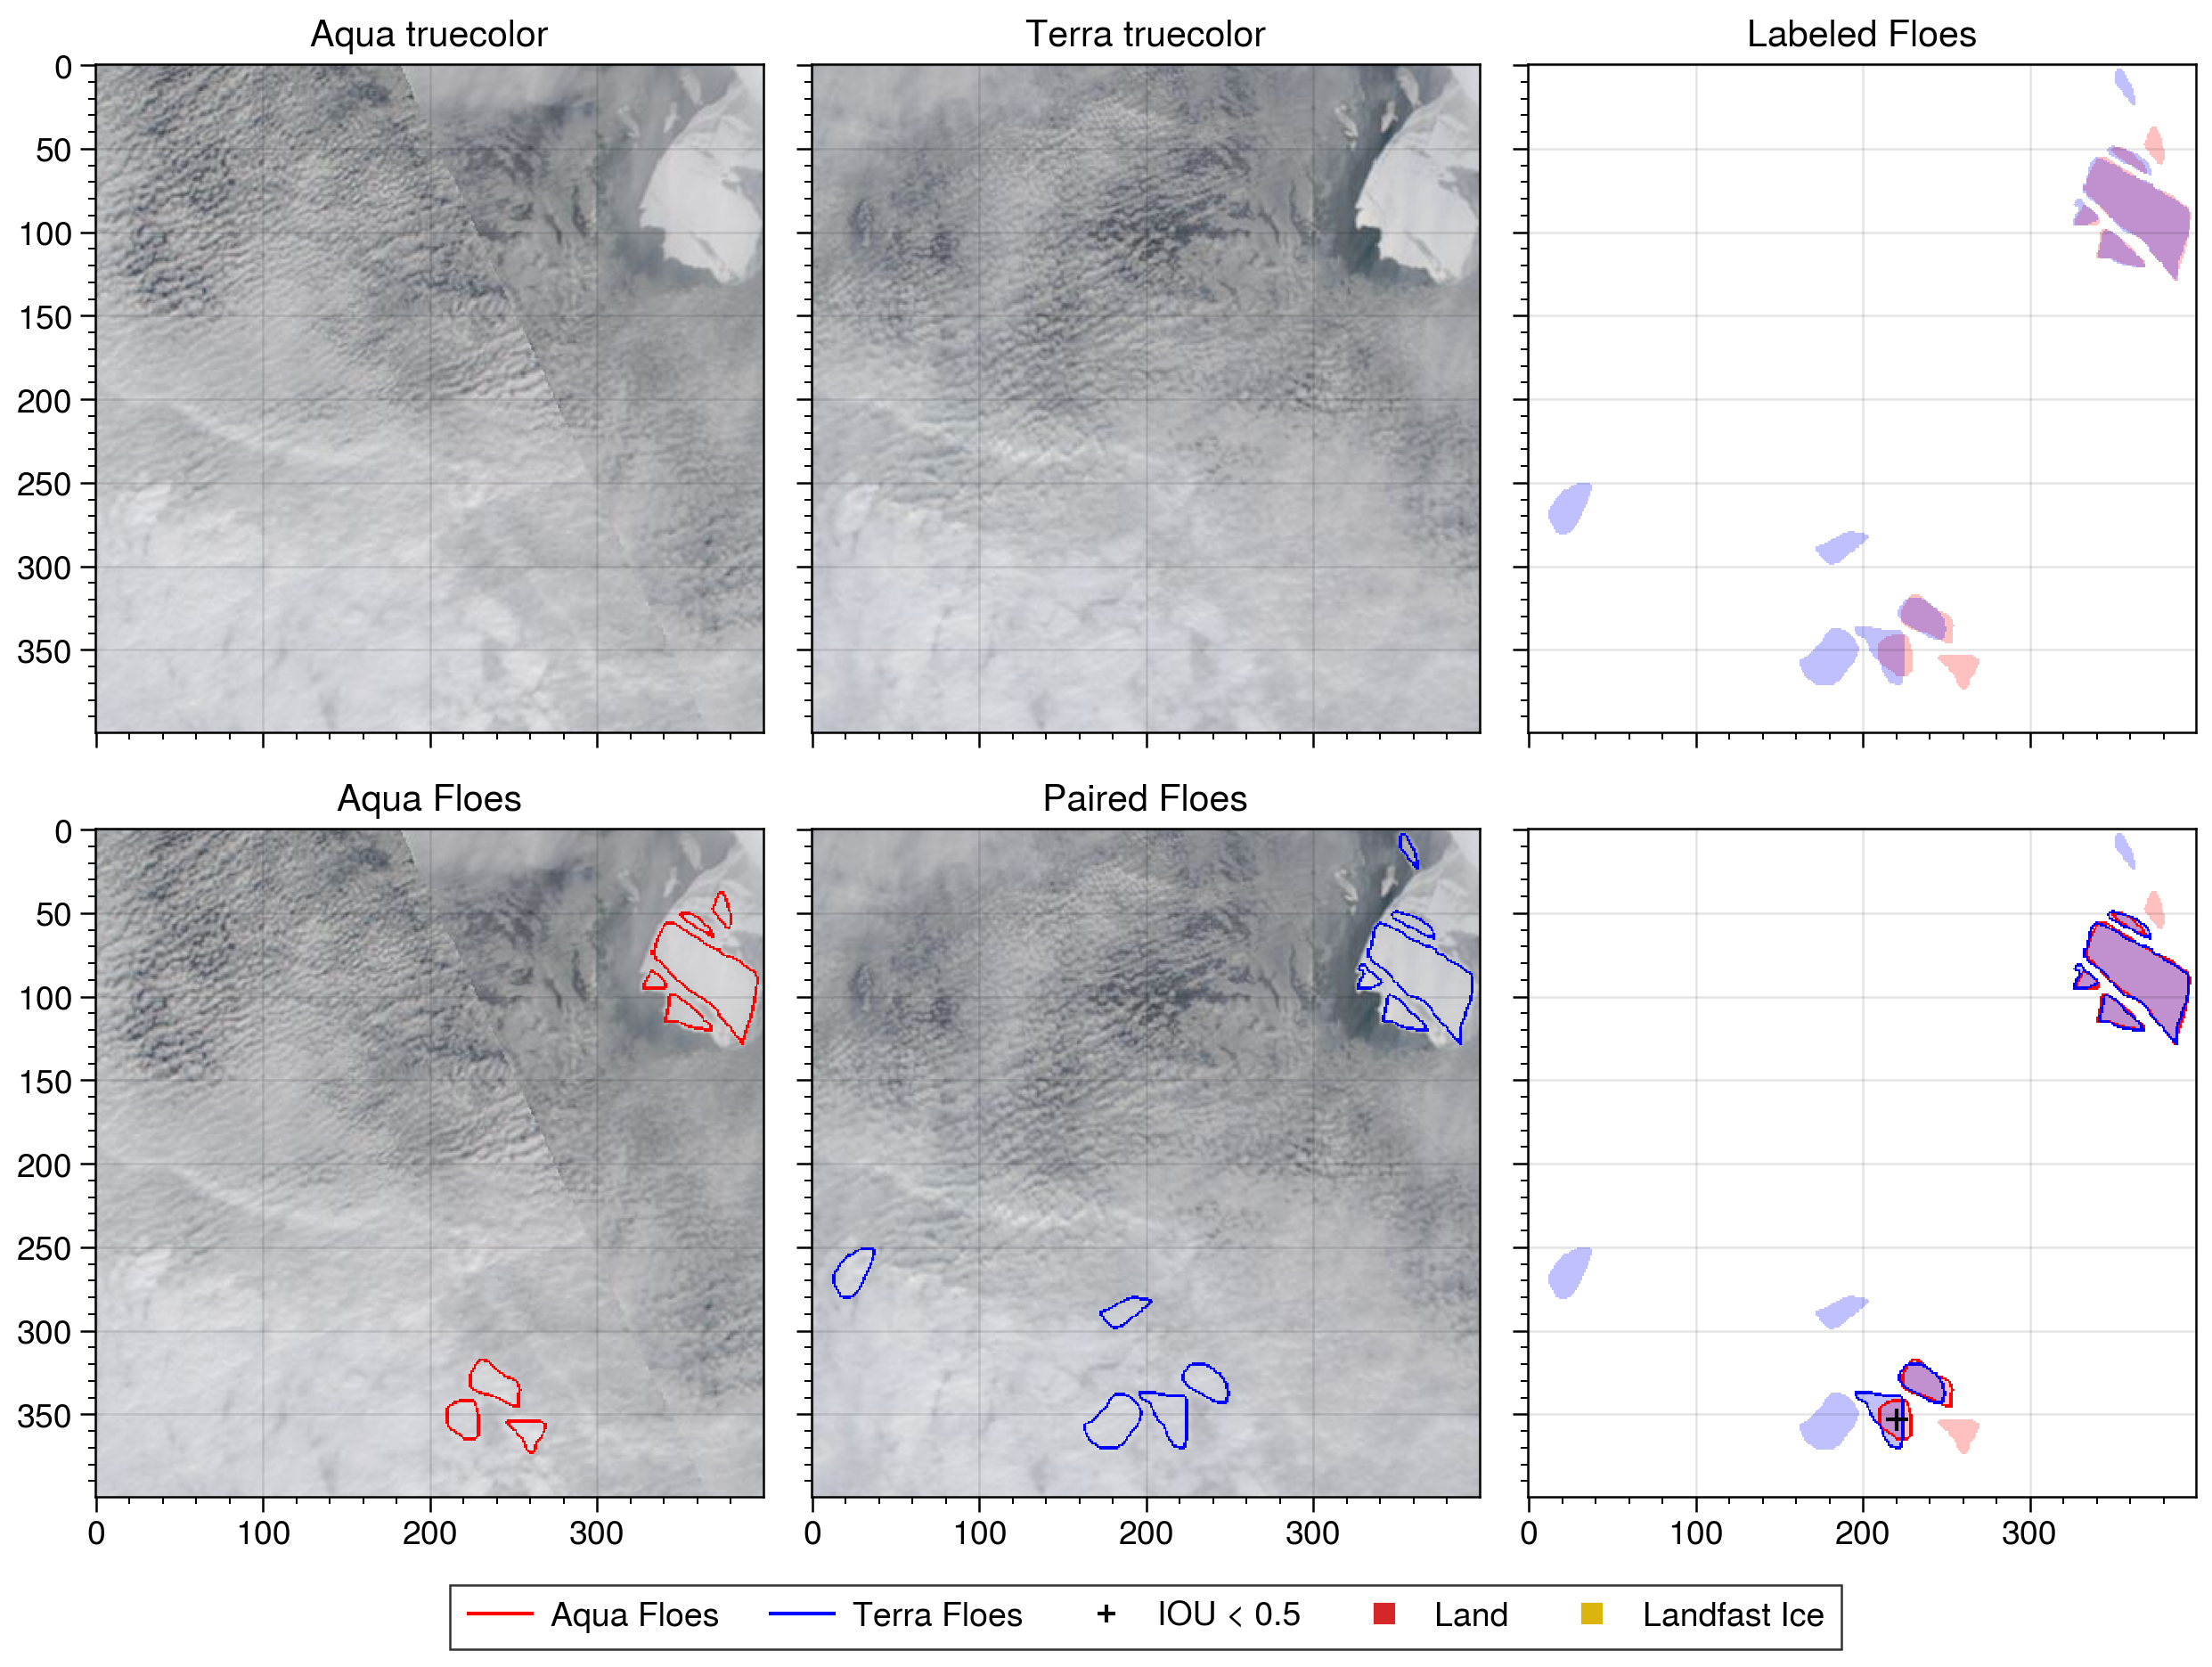 Aqua truecolor
Terra truecolor
Labeled Floes
0
50
100
150
200
250
300
350
Aqua Floes
Paired Floes
0
50
100
150
200
250
300
350
0 100 200 300
0 100 200 300
0 100 200 300
Aqua Floes Terra Floes IOU < 0.5 Land Landfast Ice